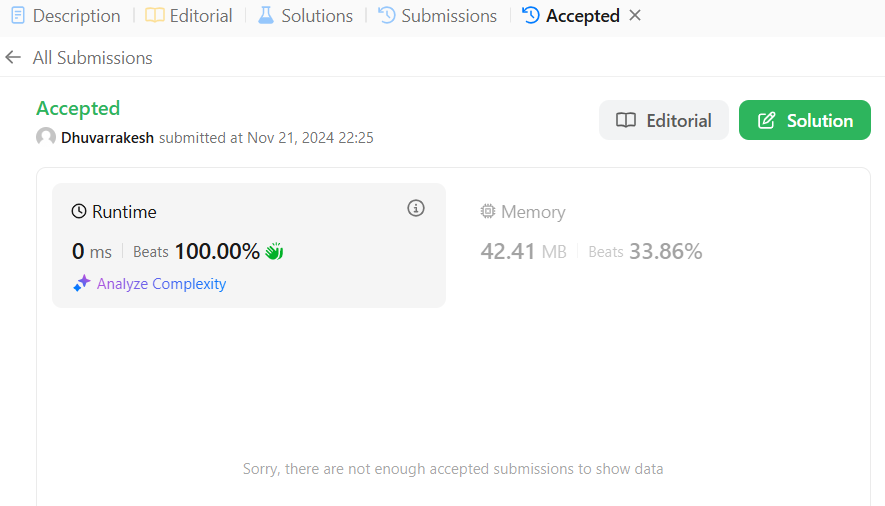 Description Editorial Solutions Submissions Accepted
All Submissions
Accepted
Dhuvarrakesh submitted at Nov 21, 2024 22:25
Editorial
Solution
Runtime
0 ms Beats 100.00%
Analyze Complexity
Memory
42.41 MB Beats 33.86%
Sorry, there are not enough accepted submissions to show data